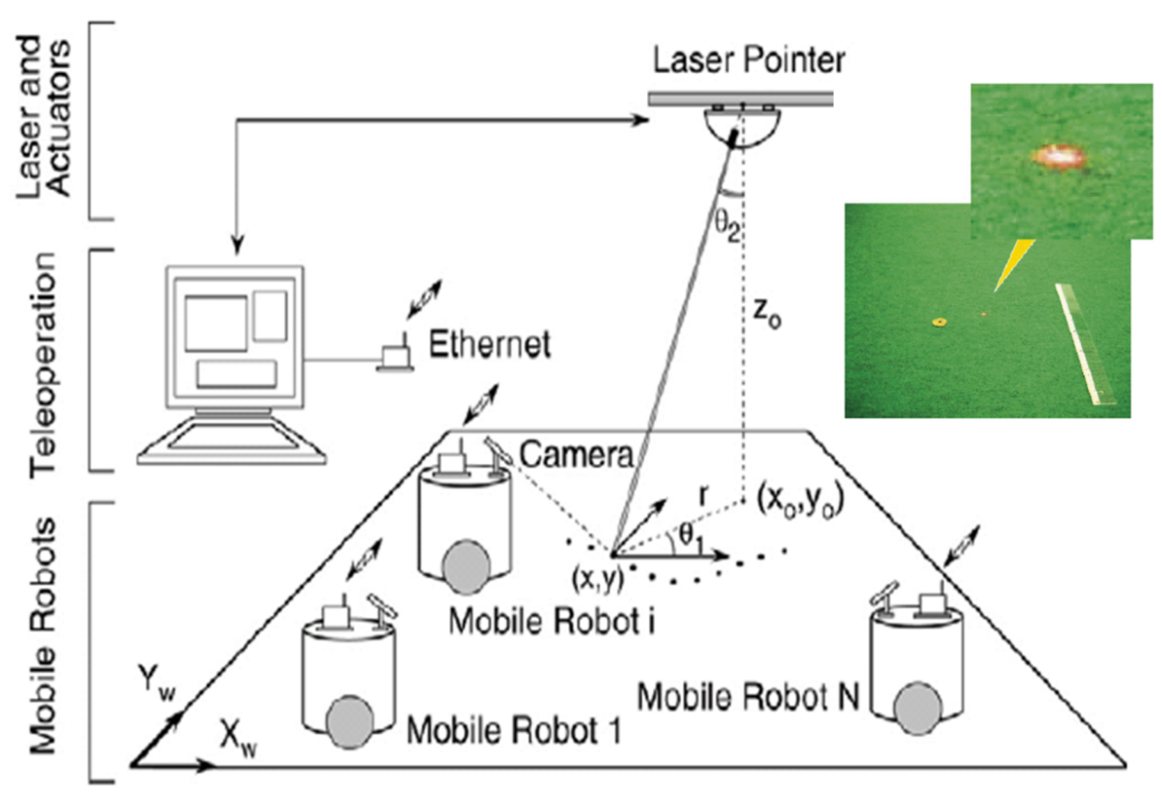 Laser and
Actuators
Laser Pointer
θ2
zo
Teleoperation
Ethernet
Camera
r
(xo,yo)
θ1
(x,y)
Mobile Robots
Mobile Robot i
Mobile Robot N
Mobile Robot 1
Yw
Xw